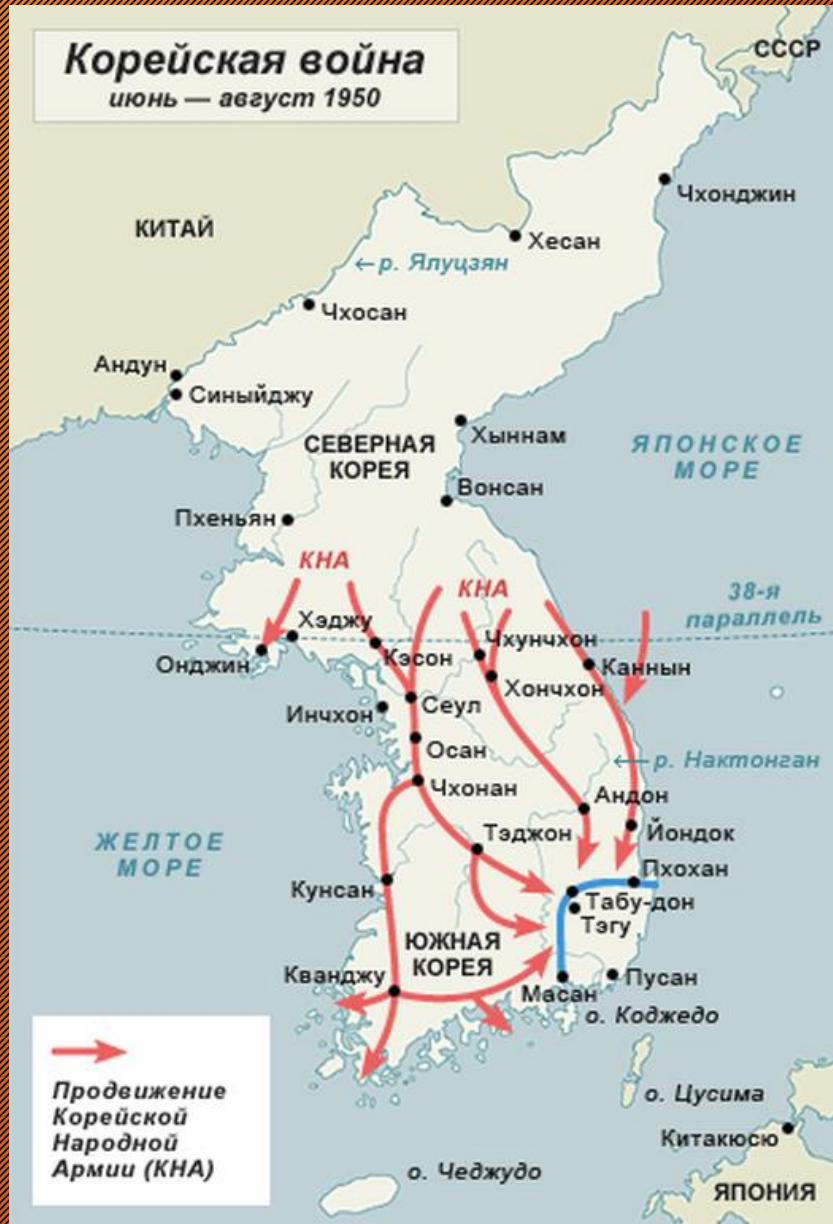 Корейская война
июнь — август 1950
СССР
Чхонджин
КИТАЙ
Хесан
← р. Ялуцзян
Чхосан
Андун
Синыйджу
Хыннам
СЕВЕРНАЯ
КОРЕЯ
ЯПОНСКОЕ
МОРЕ
Вонсан
Пхеньян
КНА
КНА
38-я
параллель
Хэджу
Чхунчхон
Онджин
Кэсон
Каннын
Хончхон
Инчхон
Сеул
Осан
← р. Нактонган
Чхонан
Андон
ЖЕЛТОЕ
МОРЕ
Тэджон
Йондок
Пхохан
Кунсан
Табу-дон
Тэгу
ЮЖНАЯ
КОРЕЯ
Кванджу
Масан
Пусан
о. Коджедо
Продвижение
Корейской
Народной
Армии (КНА)
о. Цусима
Китакюсю
о. Чеджудо
ЯПОНИЯ